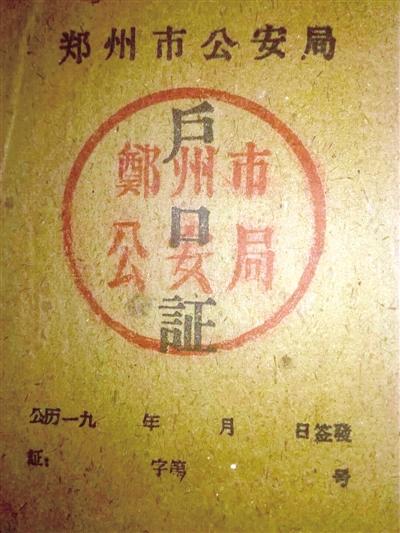 郑州市公安局
戶口証
鄭州市
公安局
公历一九 年 月 日签發
証: 字第 号